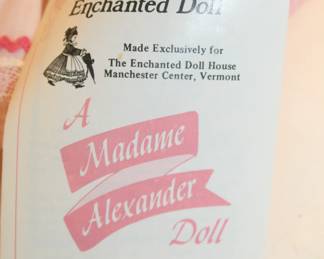 Enchanted Doll
Made Exclusively for
The Enchanted Doll House
Manchester Center, Vermont
A
Madame
Alexander
Doll